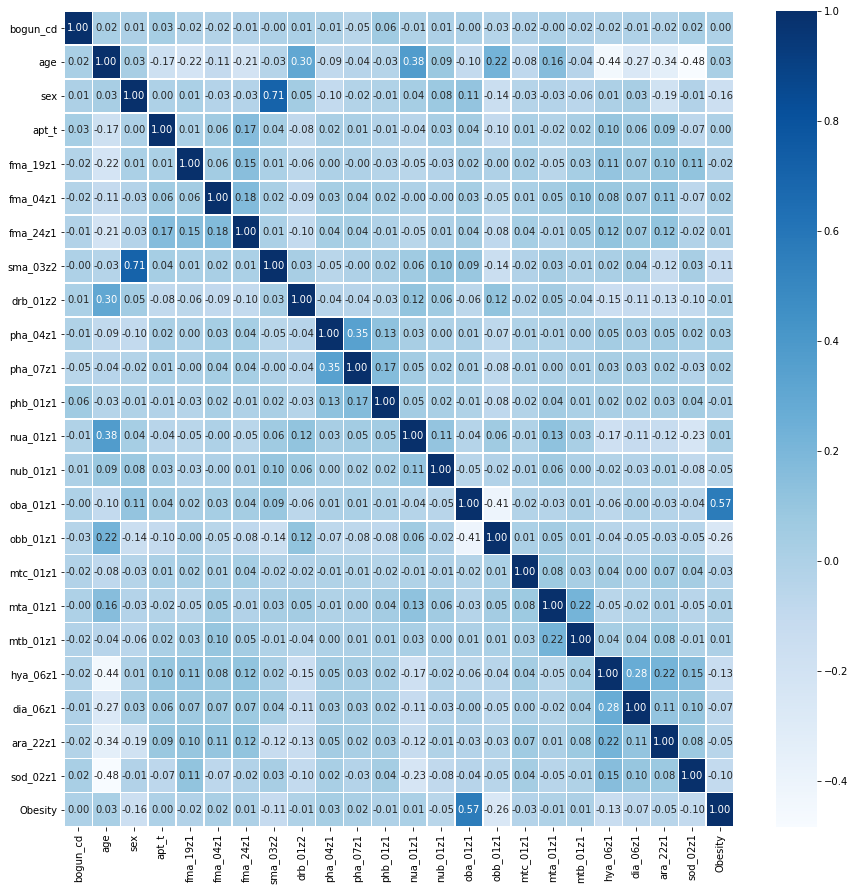 bogun_cd 1.00 0.02 0.01 0.03 -0.02 -0.02 -0.01 -0.00 0.01 -0.01 -0.05 0.06 -0.01 0.01 -0.00 -0.03 -0.02 -0.00 -0.02 -0.02 -0.01 -0.02 0.02 0.00
age 0.02 1.00 0.03 -0.17 -0.22 -0.11 -0.21 -0.03 0.30 -0.09 -0.04 -0.03 0.38 0.09 -0.10 0.22 -0.08 0.16 -0.04 -0.44 -0.27 -0.34 -0.48 0.03
sex 0.01 0.03 1.00 0.00 0.01 -0.03 -0.03 0.71 0.05 -0.10 -0.02 -0.01 0.04 0.08 0.11 -0.14 -0.03 -0.03 -0.06 0.01 0.03 -0.19 -0.01 -0.16
apt_t 0.03 -0.17 0.00 1.00 0.01 0.06 0.17 0.04 -0.08 0.02 0.01 -0.01 -0.04 0.03 0.04 -0.10 0.01 -0.02 0.02 0.10 0.06 0.09 -0.07 0.00
fma_19z1 -0.02 -0.22 0.01 0.01 1.00 0.06 0.15 0.01 -0.06 0.00 -0.00 -0.03 -0.05 -0.03 0.02 -0.00 0.02 -0.05 0.03 0.11 0.07 0.10 0.11 -0.02
fma_04z1 -0.02 -0.11 -0.03 0.06 0.06 1.00 0.18 0.02 -0.09 0.03 0.04 0.02 -0.00 -0.00 0.03 -0.05 0.01 0.05 0.10 0.08 0.07 0.11 -0.07 0.02
fma_24z1 -0.01 -0.21 -0.03 0.17 0.15 0.18 1.00 0.01 -0.10 0.04 0.04 -0.01 -0.05 0.01 0.04 -0.08 0.04 -0.01 0.05 0.12 0.07 0.12 -0.02 0.01
sma_03z2 -0.00 -0.03 0.71 0.04 0.01 0.02 0.01 1.00 0.03 -0.05 -0.00 0.02 0.06 0.10 0.09 -0.14 -0.02 0.03 -0.01 0.02 0.04 -0.12 0.03 -0.11
drb_01z2 0.01 0.30 0.05 -0.08 -0.06 -0.09 -0.10 0.03 1.00 -0.04 -0.04 -0.03 0.12 0.06 -0.06 0.12 -0.02 0.05 -0.04 -0.15 -0.11 -0.13 -0.10 -0.01
pha_04z1 -0.01 -0.09 -0.10 0.02 0.00 0.03 0.04 -0.05 -0.04 1.00 0.35 0.13 0.03 0.00 0.01 -0.07 -0.01 -0.01 0.00 0.05 0.03 0.05 0.02 0.03
pha_07z1 -0.05 -0.04 -0.02 0.01 -0.00 0.04 0.04 -0.00 -0.04 0.35 1.00 0.17 0.05 0.02 0.01 -0.08 -0.01 0.00 0.01 0.03 0.03 0.02 -0.03 0.02
phb_01z1 0.06 -0.03 -0.01 -0.01 -0.03 0.02 -0.01 0.02 -0.03 0.13 0.17 1.00 0.05 0.02 -0.01 -0.08 -0.02 0.04 0.01 0.02 0.02 0.03 0.04 -0.01
nua_01z1 -0.01 0.38 0.04 -0.04 -0.05 -0.00 -0.05 0.06 0.12 0.03 0.05 0.05 1.00 0.11 -0.04 0.06 -0.01 0.13 0.03 -0.17 -0.11 -0.12 -0.23 0.01
nub_01z1 0.01 0.09 0.08 0.03 -0.03 -0.00 0.01 0.10 0.06 0.00 0.02 0.02 0.11 1.00 -0.05 -0.02 -0.01 0.06 0.00 -0.02 -0.03 -0.01 -0.08 -0.05
oba_01z1 -0.00 -0.10 0.11 0.04 0.02 0.03 0.04 0.09 -0.06 0.01 0.01 -0.01 -0.04 -0.05 1.00 -0.41 -0.02 -0.03 0.01 -0.06 -0.00 -0.03 -0.04 0.57
obb_01z1 -0.03 0.22 -0.14 -0.10 -0.00 -0.05 -0.08 -0.14 0.12 -0.07 -0.08 -0.08 0.06 -0.02 -0.41 1.00 0.01 0.05 0.01 -0.04 -0.05 -0.03 -0.05 -0.26
mtc_01z1 -0.02 -0.08 -0.03 0.01 0.02 0.01 0.04 -0.02 -0.02 -0.01 -0.01 -0.02 -0.01 -0.01 -0.02 0.01 1.00 0.08 0.03 0.04 0.00 0.07 0.04 -0.03
mta_01z1 -0.00 0.16 -0.03 -0.02 -0.05 0.05 -0.01 0.03 0.05 -0.01 0.00 0.04 0.13 0.06 -0.03 0.05 0.08 1.00 0.22 -0.05 -0.02 0.01 -0.05 -0.01
mtb_01z1 -0.02 -0.04 -0.06 0.02 0.03 0.10 0.05 -0.01 -0.04 0.00 0.01 0.01 0.03 0.00 0.01 0.01 0.03 0.22 1.00 0.04 0.04 0.08 -0.01 0.01
hya_06z1 -0.02 -0.44 0.01 0.10 0.11 0.08 0.12 0.02 -0.15 0.05 0.03 0.02 -0.17 -0.02 -0.06 -0.04 0.04 -0.05 0.04 1.00 0.28 0.22 0.15 -0.13
dia_06z1 -0.01 -0.27 0.03 0.06 0.07 0.07 0.07 0.04 -0.11 0.03 0.03 0.02 -0.11 -0.03 -0.00 -0.05 0.00 -0.02 0.04 0.28 1.00 0.11 0.10 -0.07
ara_22z1 -0.02 -0.34 -0.19 0.09 0.10 0.11 0.12 -0.12 -0.13 0.05 0.02 0.03 -0.12 -0.01 -0.03 -0.03 0.07 0.01 0.08 0.22 0.11 1.00 0.08 -0.05
sod_02z1 0.02 -0.48 -0.01 -0.07 0.11 -0.07 -0.02 0.03 -0.10 0.02 -0.03 0.04 -0.23 -0.08 -0.04 -0.05 0.04 -0.05 -0.01 0.15 0.10 0.08 1.00 -0.10
Obesity 0.00 0.03 -0.16 0.00 -0.02 0.02 0.01 -0.11 -0.01 0.03 0.02 -0.01 0.01 -0.05 0.57 -0.26 -0.03 -0.01 0.01 -0.13 -0.07 -0.05 -0.10 1.00
bogun_cd age sex apt_t fma_19z1 fma_04z1 fma_24z1 sma_03z2 drb_01z2 pha_04z1 pha_07z1 phb_01z1 nua_01z1 nub_01z1 oba_01z1 obb_01z1 mtc_01z1 mta_01z1 mtb_01z1 hya_06z1 dia_06z1 ara_22z1 sod_02z1 Obesity
1.0
0.8
0.6
0.4
0.2
0.0
−0.2
−0.4